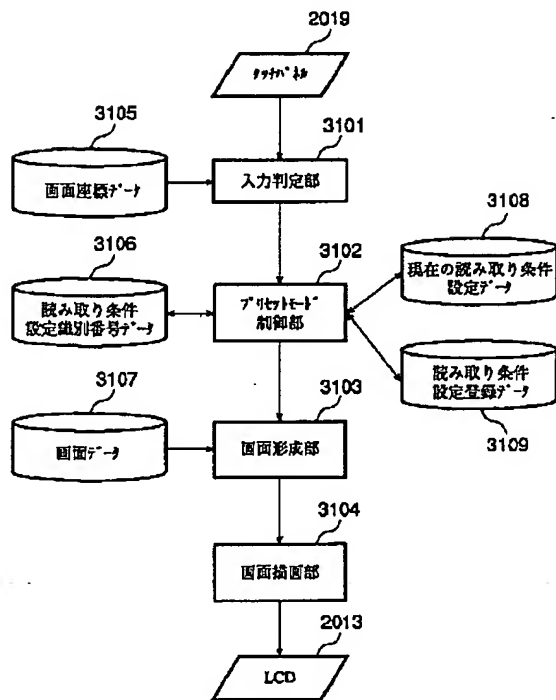 2019
タッチパネル
3105
3101
画面座標データ
入力判定部
3106
3102
3108
読み取り条件
設定識別番号データ
プリセットモード
制御部
現在の読み取り条件
設定データ
3107
3103
読み取り条件
設定登録データ
3109
画面データ
画面形成部
3104
画面描画部
2013
LCD